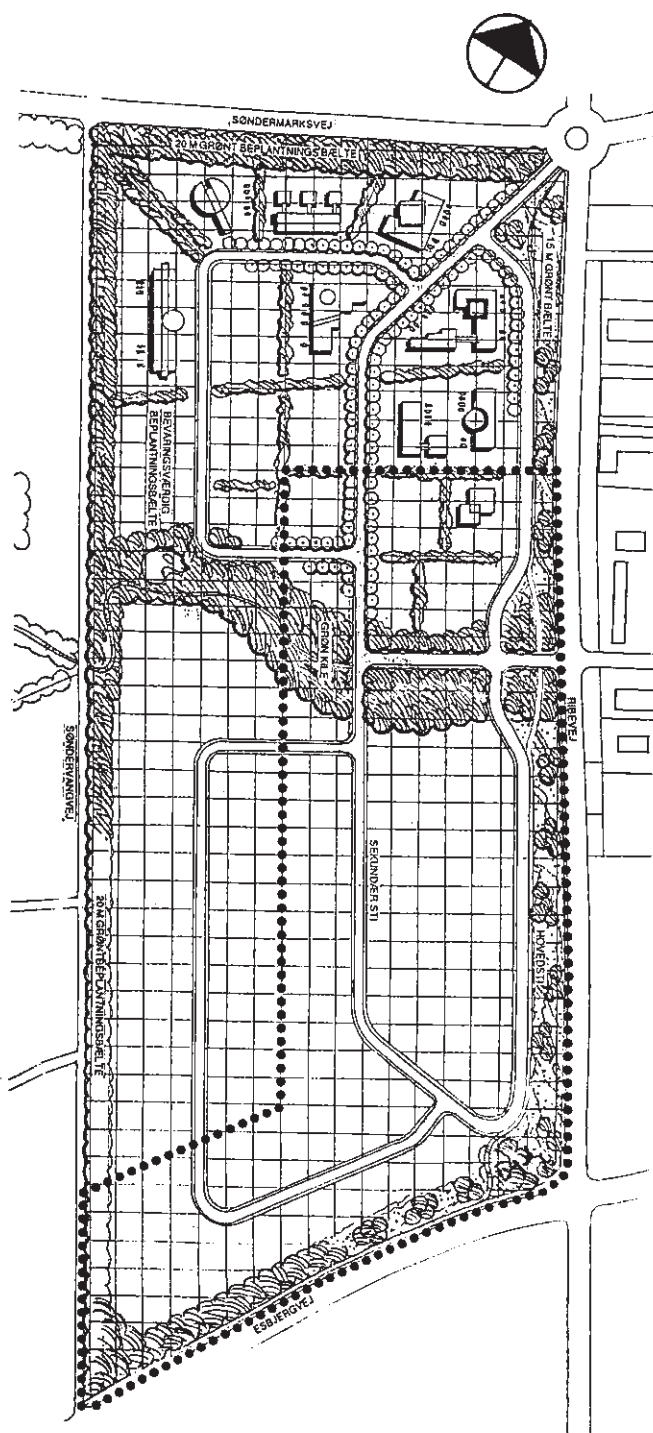 SØNDERMARKSVEJ
20 M GRØNT BEPLANTNINGSBÆLTE
15 M GRØNT BÆLTE
BEVARINGSVÆRDIG
BEPLANTNINGSBÆLTE
GRØN KILE
RIBEVEJ
SØNDERVANGVEJ
SEKUNDÆR STI
HOVEDSTI
20 M GRØNT BEPLANTNINGSBÆLTE
ESBJERGVEJ